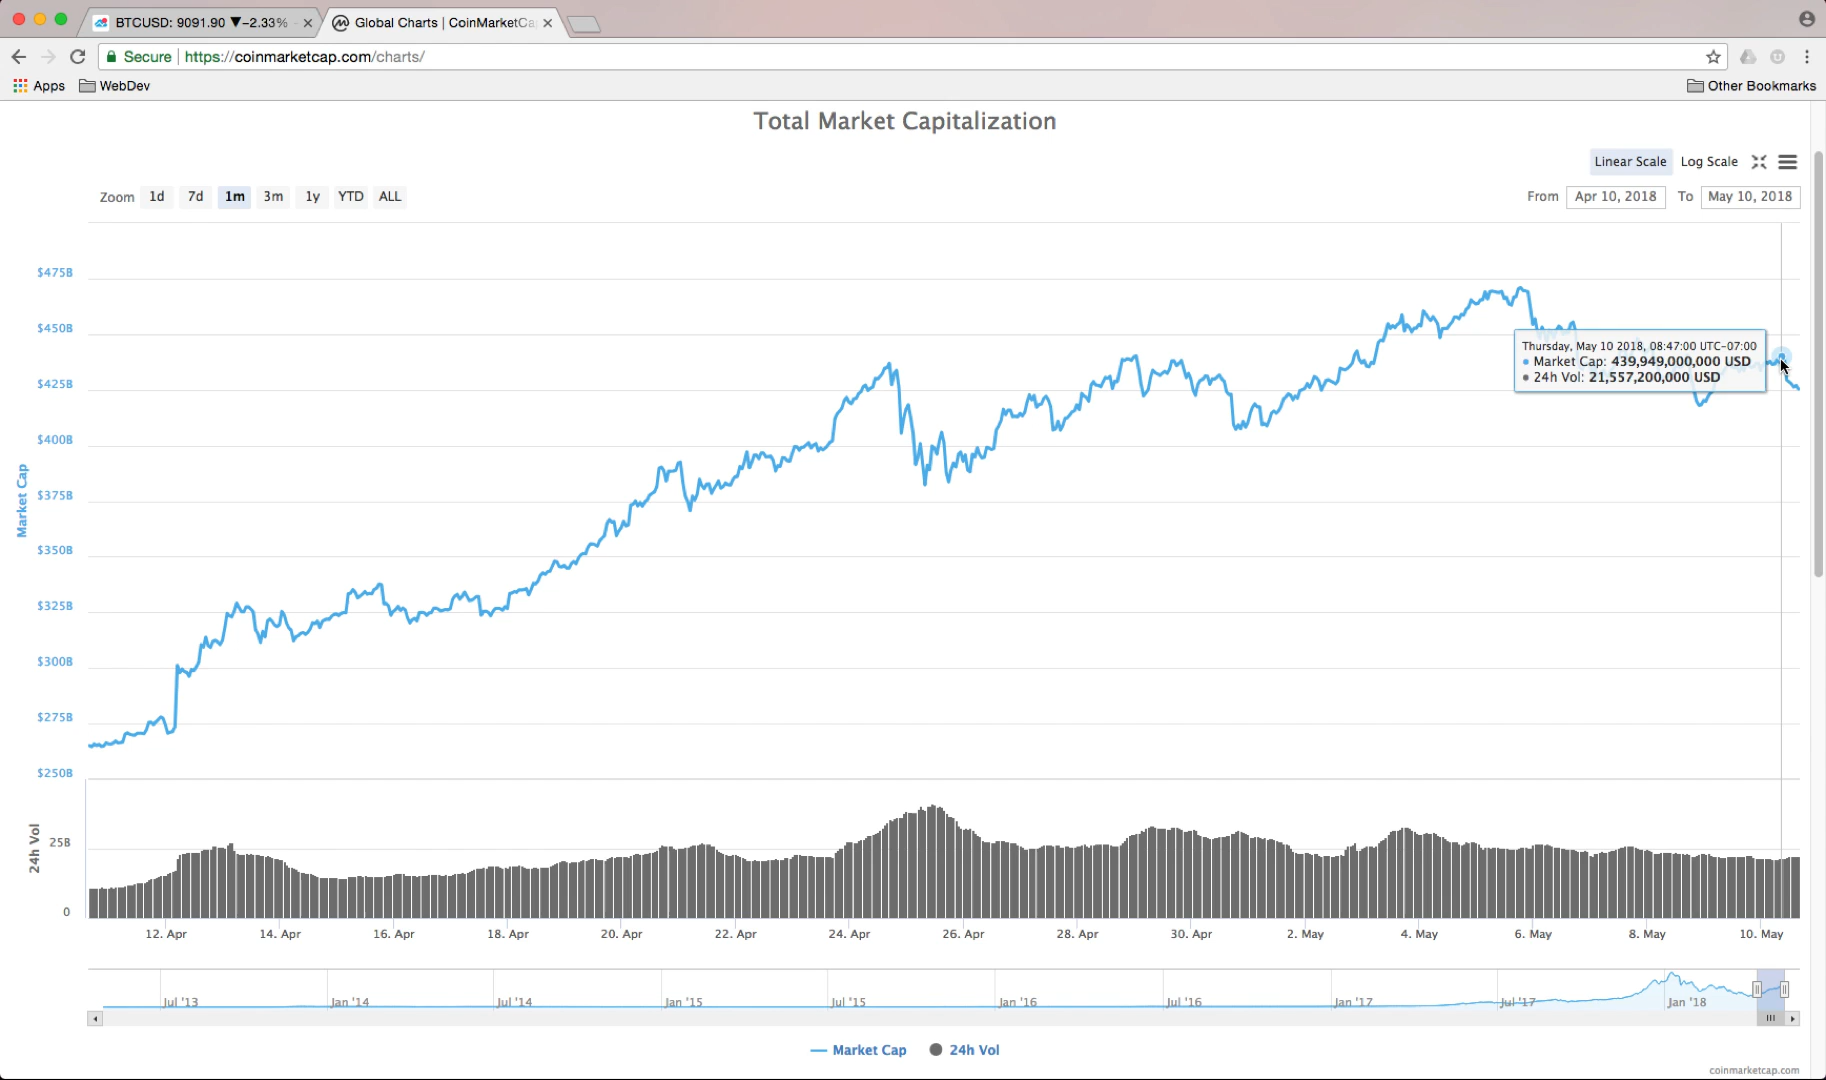 BTCUSD: 9091.90 ▼−2.33%
Global Charts | CoinMarketCa
Secure | https://coinmarketcap.com/charts/
Apps WebDev Other Bookmarks
Total Market Capitalization
Linear Scale Log Scale
Zoom 1d 7d 1m 3m 1y YTD ALL From Apr 10, 2018 To May 10, 2018
$475B
$450B
$425B
$400B
$375B
$350B
$325B
$300B
$275B
$250B
Market Cap
Thursday, May 10 2018, 08:47:00 UTC-07:00
Market Cap: 439,949,000,000 USD
24h Vol: 21,557,200,000 USD
24h Vol
25B
0
12. Apr 14. Apr 16. Apr 18. Apr 20. Apr 22. Apr 24. Apr 26. Apr 28. Apr 30. Apr 2. May 4. May 6. May 8. May 10. May
Jul '13 Jan '14 Jul '14 Jan '15 Jul '15 Jan '16 Jul '16 Jan '17 Jul '17 Jan '18
Market Cap 24h Vol
coinmarketcap.com